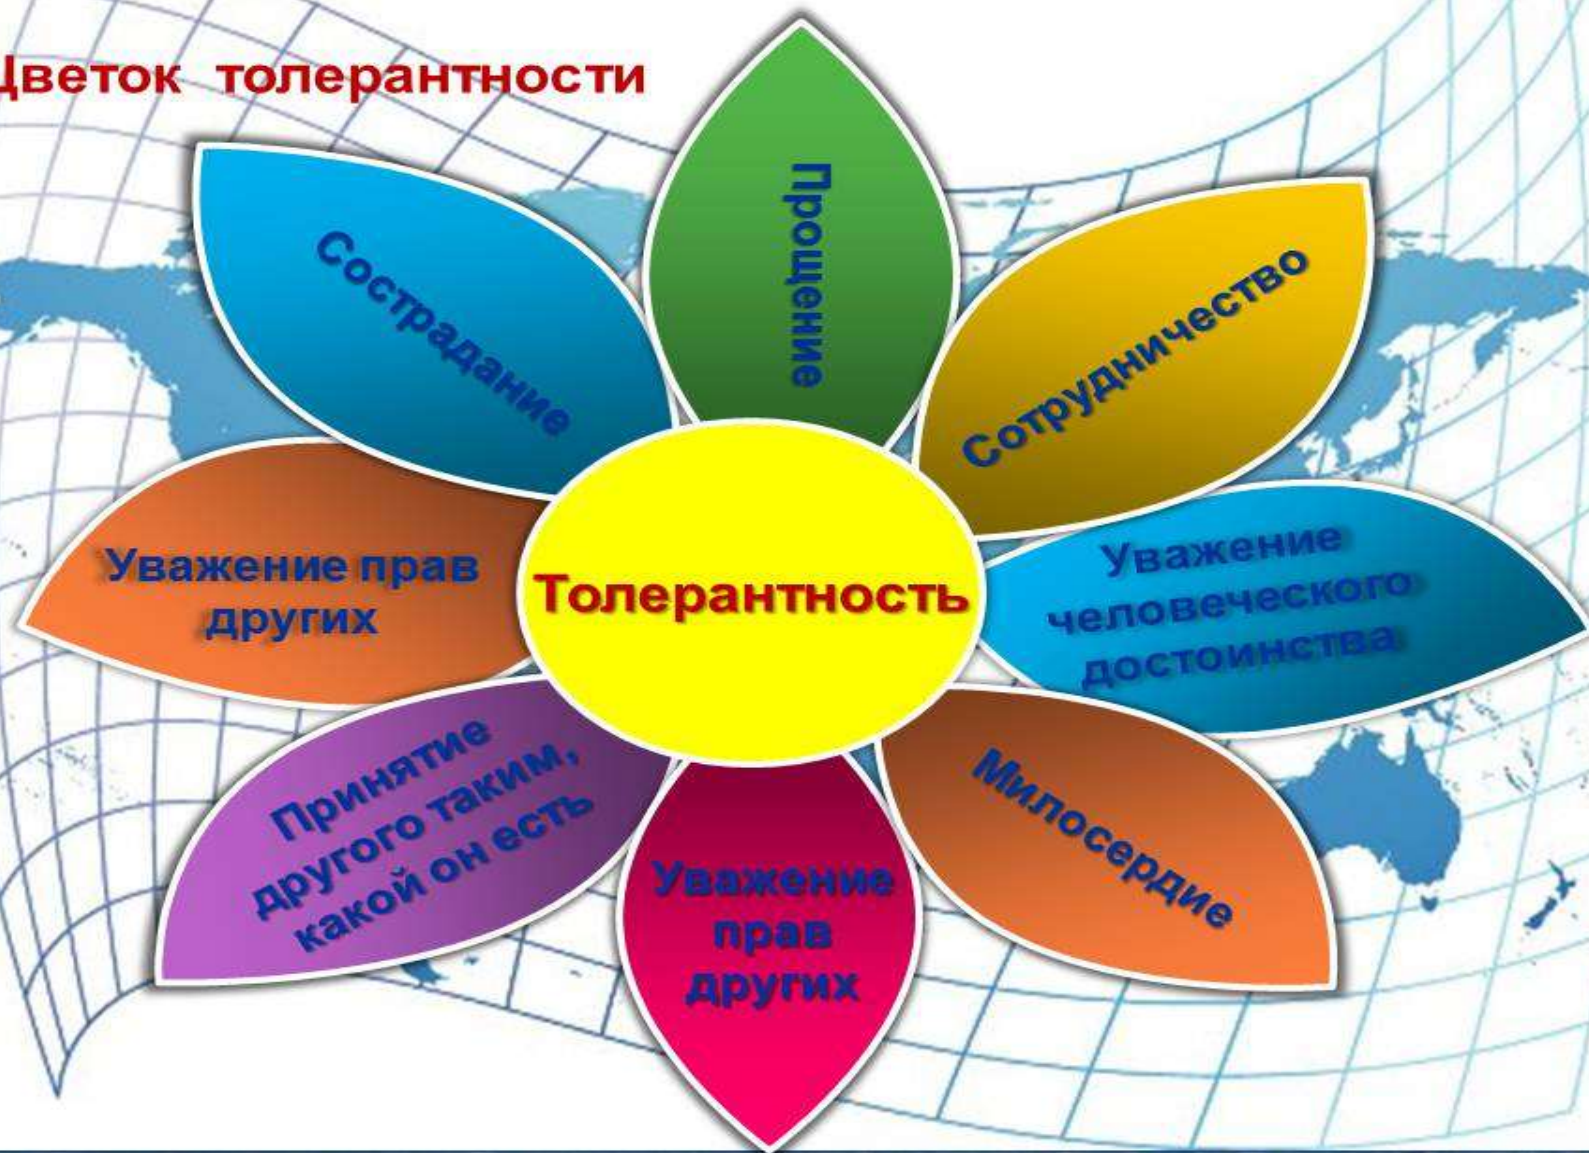 Цветок толерантности
Прощение
Сотрудничество
Уважение
человеческого
достоинства
Милосердие
Уважение
прав
других
Принятие
другого таким,
какой он есть
Уважение прав
других
Сострадание
Толерантность